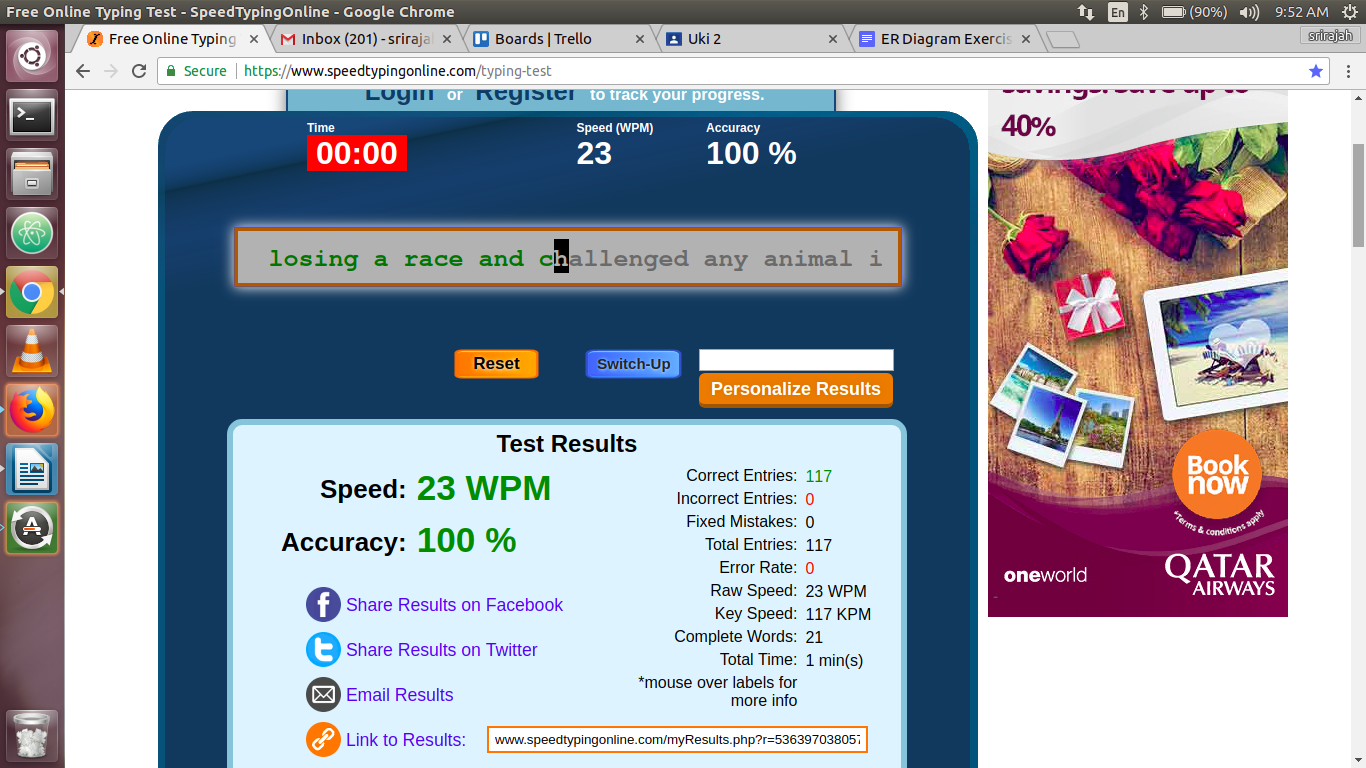 Free Online Typing Test - SpeedTypingOnline - Google Chrome
En
(90%)
9:52 AM
Free Online Typing
Inbox (201) - sriraja
Boards | Trello
Uki 2
ER Diagram Exercis
srirajah
Secure
https://www.speedtypingonline.com/typing-test
Login or Register to track your progress.
Time
Speed (WPM)
Accuracy
00:00
23
100 %
losing a race and challenged any animal i
Reset
Switch-Up
Personalize Results
Test Results
Speed: 23 WPM
Accuracy: 100 %
Share Results on Facebook
Share Results on Twitter
Email Results
Link to Results:
www.speedtypingonline.com/myResults.php?r=536397038057
Correct Entries: 117
Incorrect Entries: 0
Fixed Mistakes: 0
Total Entries: 117
Error Rate: 0
Raw Speed: 23 WPM
Key Speed: 117 KPM
Complete Words: 21
Total Time: 1 min(s)
*mouse over labels for
more info
savings. Save up to
40%
Book
now
*Terms & conditions apply
oneworld
QATAR
AIRWAYS